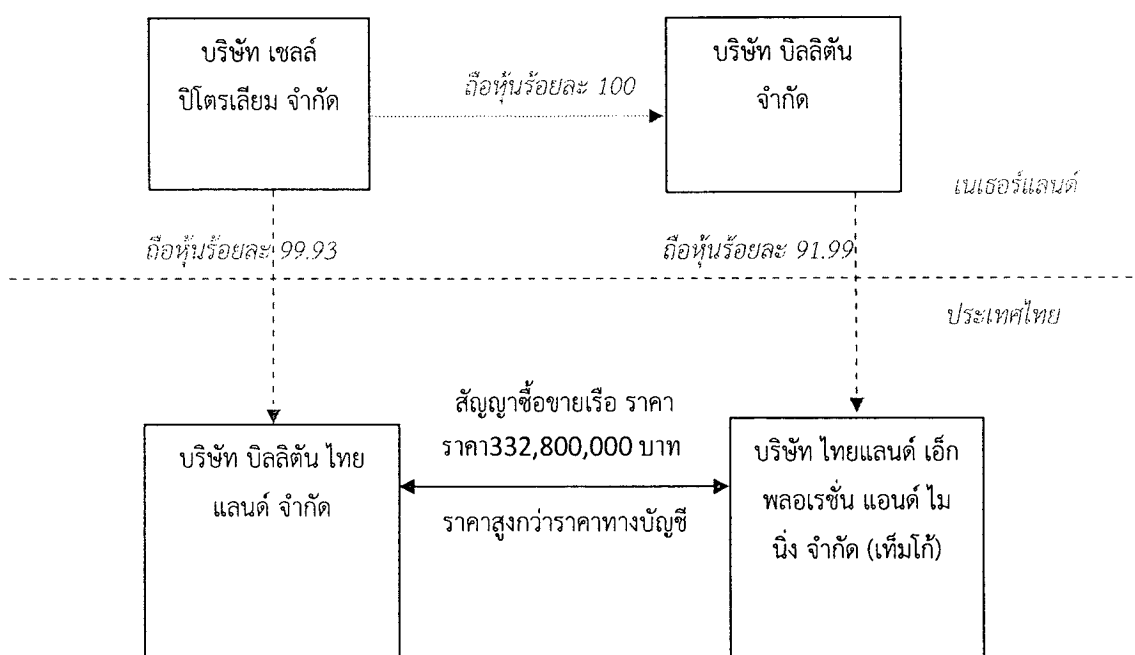 บริษัท เชลล์
ปิโตรเลียม จำกัด
ถือหุ้นร้อยละ 100
บริษัท บิลลิตัน
จำกัด
เนเธอร์แลนด์
ถือหุ้นร้อยละ 99.93
ถือหุ้นร้อยละ 91.99
ประเทศไทย
สัญญาซื้อขายเรือ ราคา
ราคา332,800,000 บาท
ราคาสูงกว่าราคาทางบัญชี
บริษัท บิลลิตัน ไทย
แลนด์ จำกัด
บริษัท ไทยแลนด์ เอ็ก
พลอเรชั่น แอนด์ ไม
นิ่ง จำกัด (เท็มโก้)